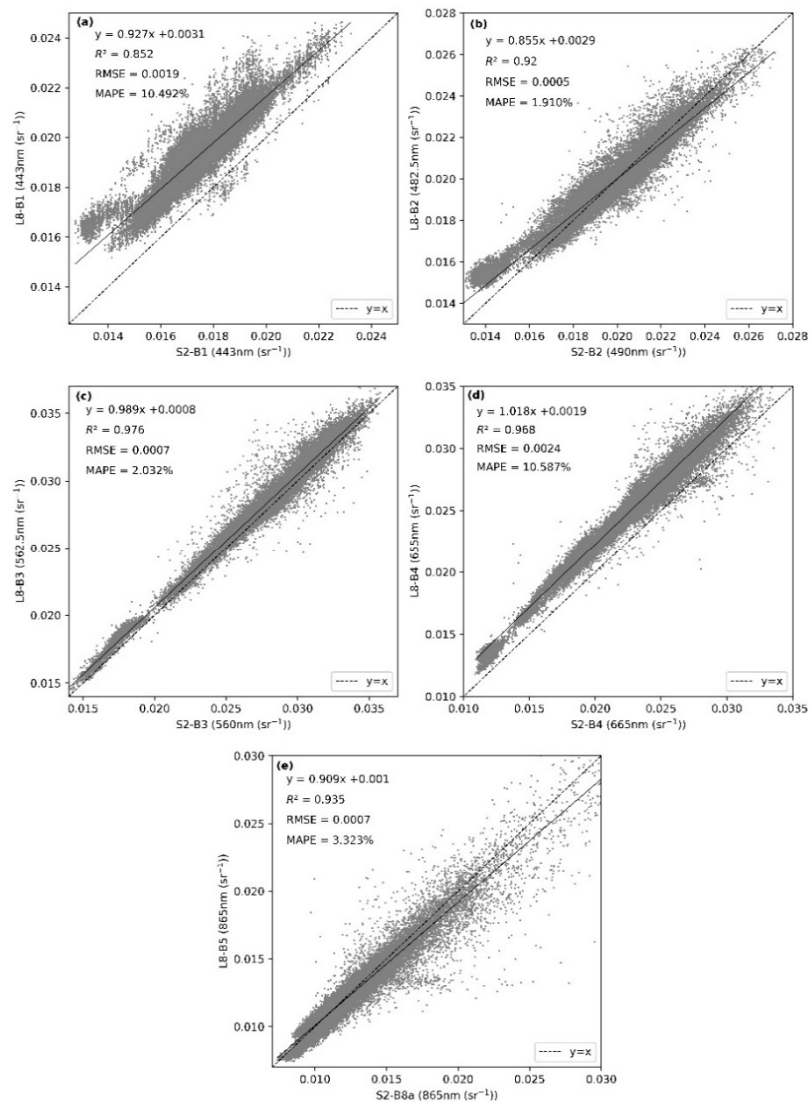 (a)
y = 0.927x +0.0031
R² = 0.852
RMSE = 0.0019
MAPE = 10.492%
0.024
0.022
0.020
0.018
0.016
0.014
L8-B1 (443nm (sr⁻¹))
y=x
0.014 0.016 0.018 0.020 0.022 0.024
S2-B1 (443nm (sr⁻¹))
(b)
y = 0.855x +0.0029
R² = 0.92
RMSE = 0.0005
MAPE = 1.910%
0.028
0.026
0.024
0.022
0.020
0.018
0.016
0.014
L8-B2 (482.5nm (sr⁻¹))
y=x
0.014 0.016 0.018 0.020 0.022 0.024 0.026 0.028
S2-B2 (490nm (sr⁻¹))
(c)
y = 0.989x +0.0008
R² = 0.976
RMSE = 0.0007
MAPE = 2.032%
0.035
0.030
0.025
0.020
0.015
L8-B3 (562.5nm (sr⁻¹))
y=x
0.015 0.020 0.025 0.030 0.035
S2-B3 (560nm (sr⁻¹))
(d)
y = 1.018x +0.0019
R² = 0.968
RMSE = 0.0024
MAPE = 10.587%
0.035
0.030
0.025
0.020
0.015
0.010
L8-B4 (655nm (sr⁻¹))
y=x
0.010 0.015 0.020 0.025 0.030 0.035
S2-B4 (665nm (sr⁻¹))
(e)
y = 0.909x +0.001
R² = 0.935
RMSE = 0.0007
MAPE = 3.323%
0.030
0.025
0.020
0.015
0.010
L8-B5 (865nm (sr⁻¹))
y=x
0.010 0.015 0.020 0.025 0.030
S2-B8a (865nm (sr⁻¹))